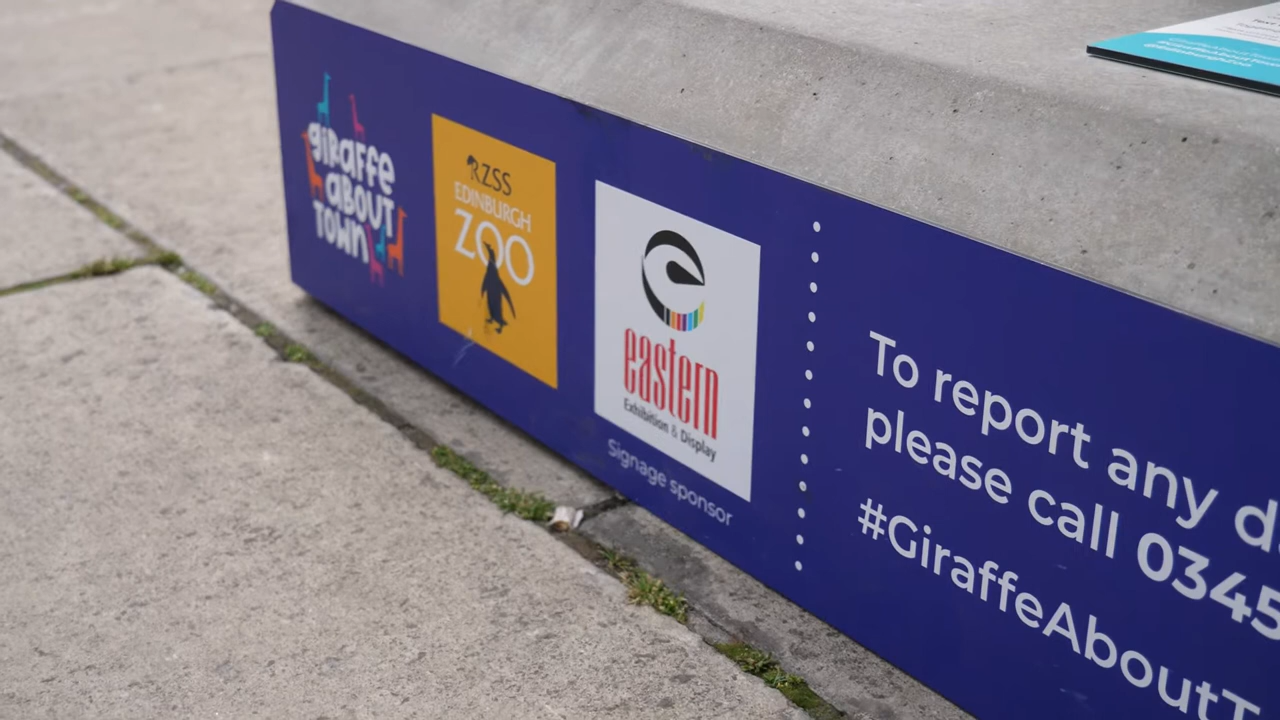 giraffe
about
town
RZSS
EDINBURGH
ZOO
eastern
Exhibition & Display
Signage sponsor
To report any d
please call 0345
#GiraffeAboutT